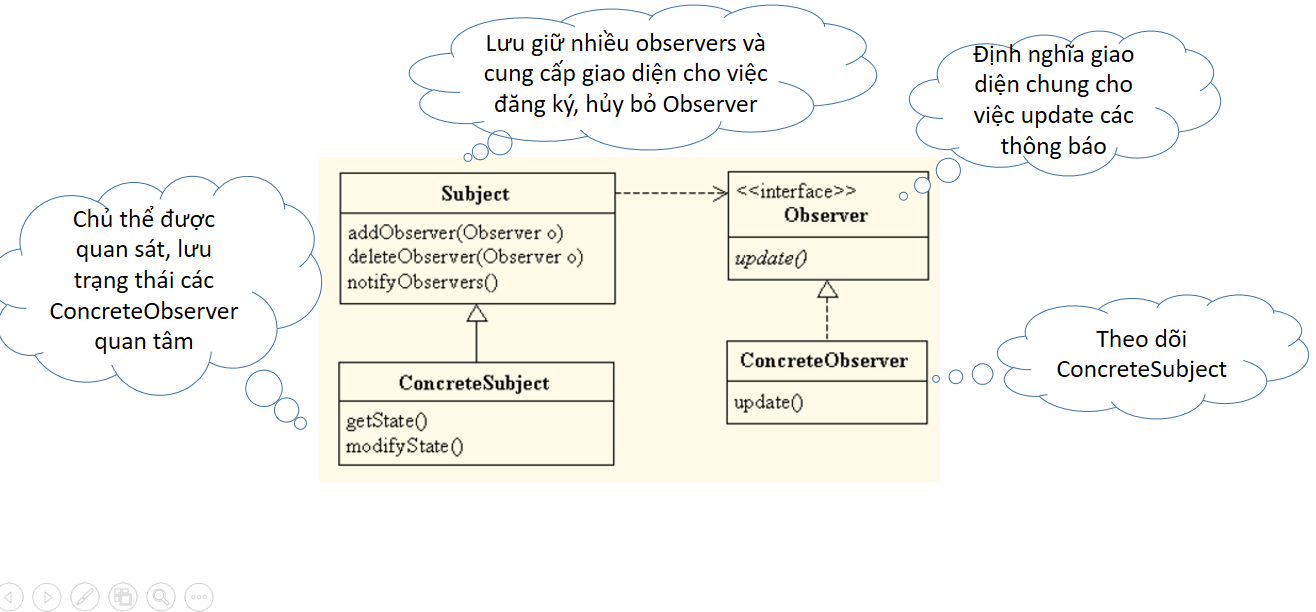 Lưu giữ nhiều observers và
cung cấp giao diện cho việc
đăng ký, hủy bỏ Observer
Định nghĩa giao
diện chung cho
việc update các
thông báo
Chủ thể được
quan sát, lưu
trạng thái các
ConcreteObserver
quan tâm
Subject
addObserver(Observer o)
deleteObserver(Observer o)
notifyObservers()
<<interface>>
Observer
update()
ConcreteSubject
getState()
modifyState()
ConcreteObserver
update()
Theo dõi
ConcreteSubject